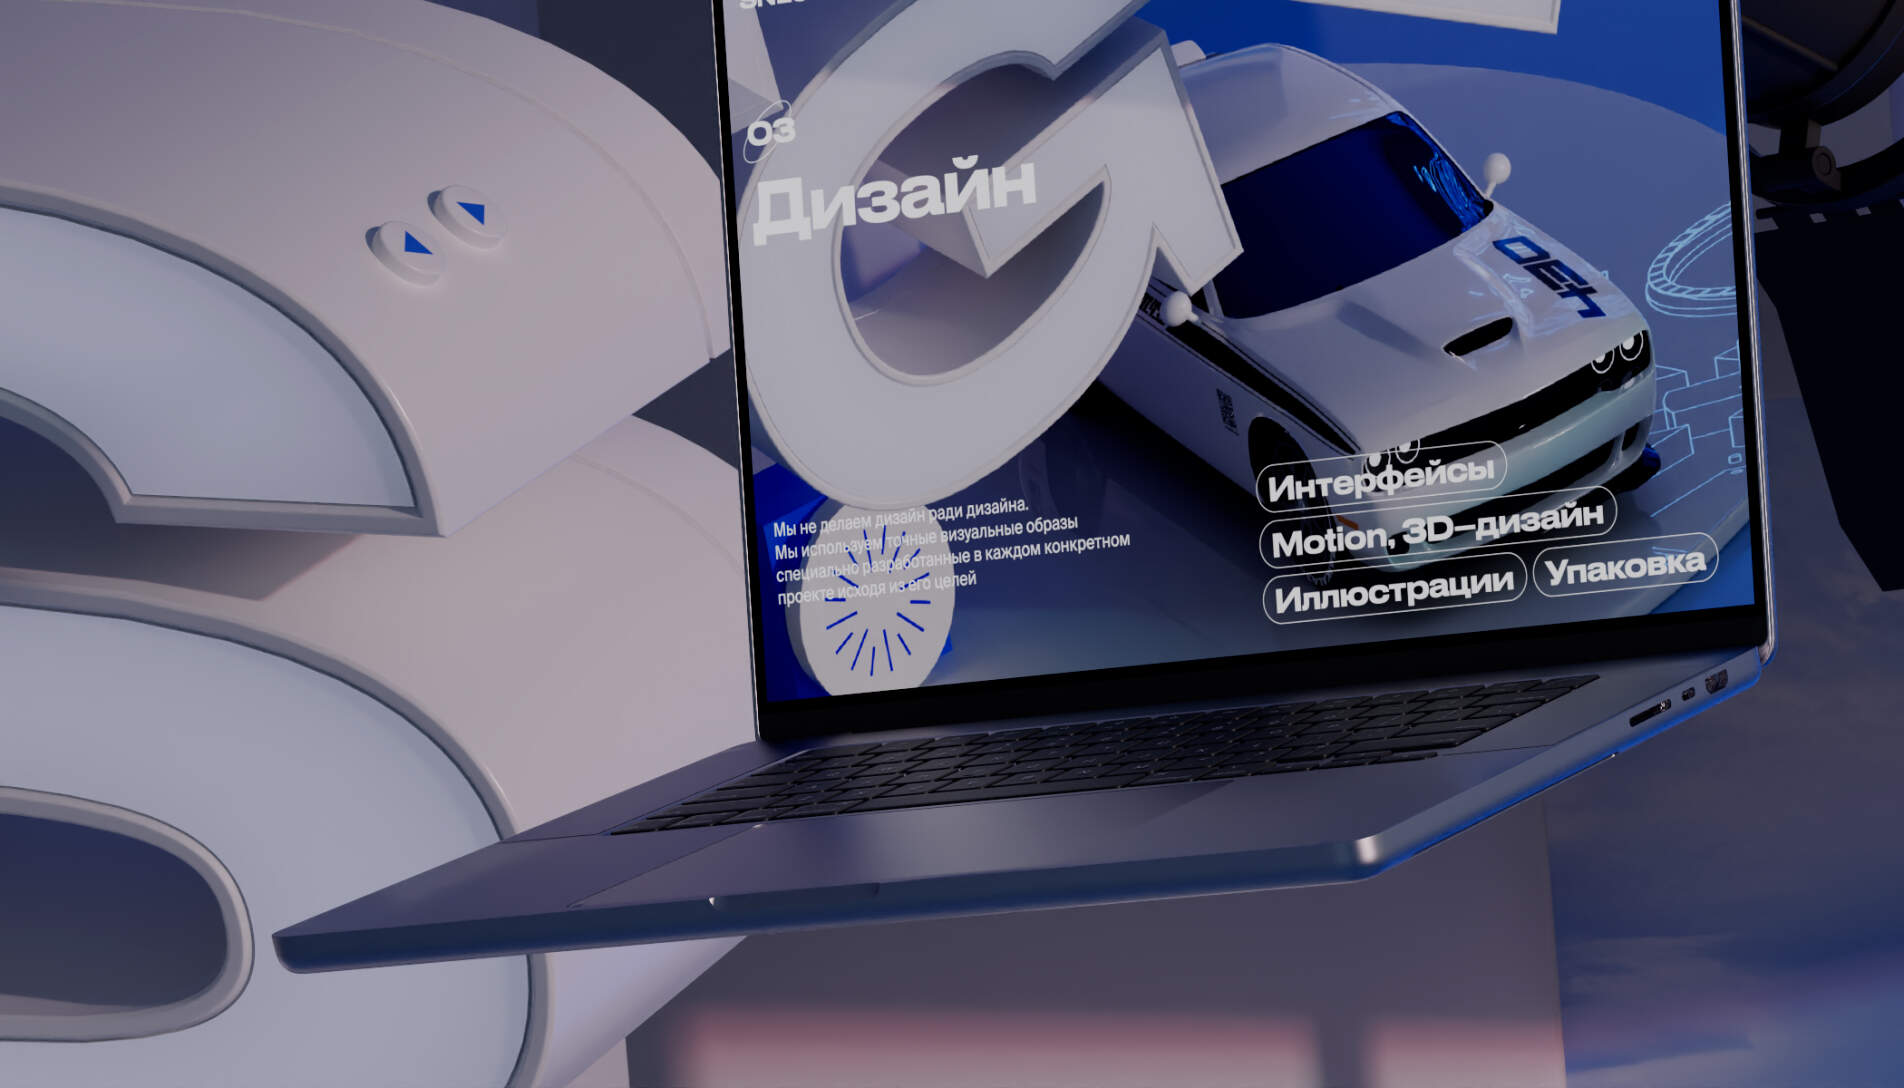 03
Дизайн
Мы не делаем дизайн ради дизайна.
Мы используем точные визуальные образы
специально разработанные в каждом конкретном
проекте исходя из его целей
Интерфейсы
Motion, 3D–дизайн
Иллюстрации
Упаковка